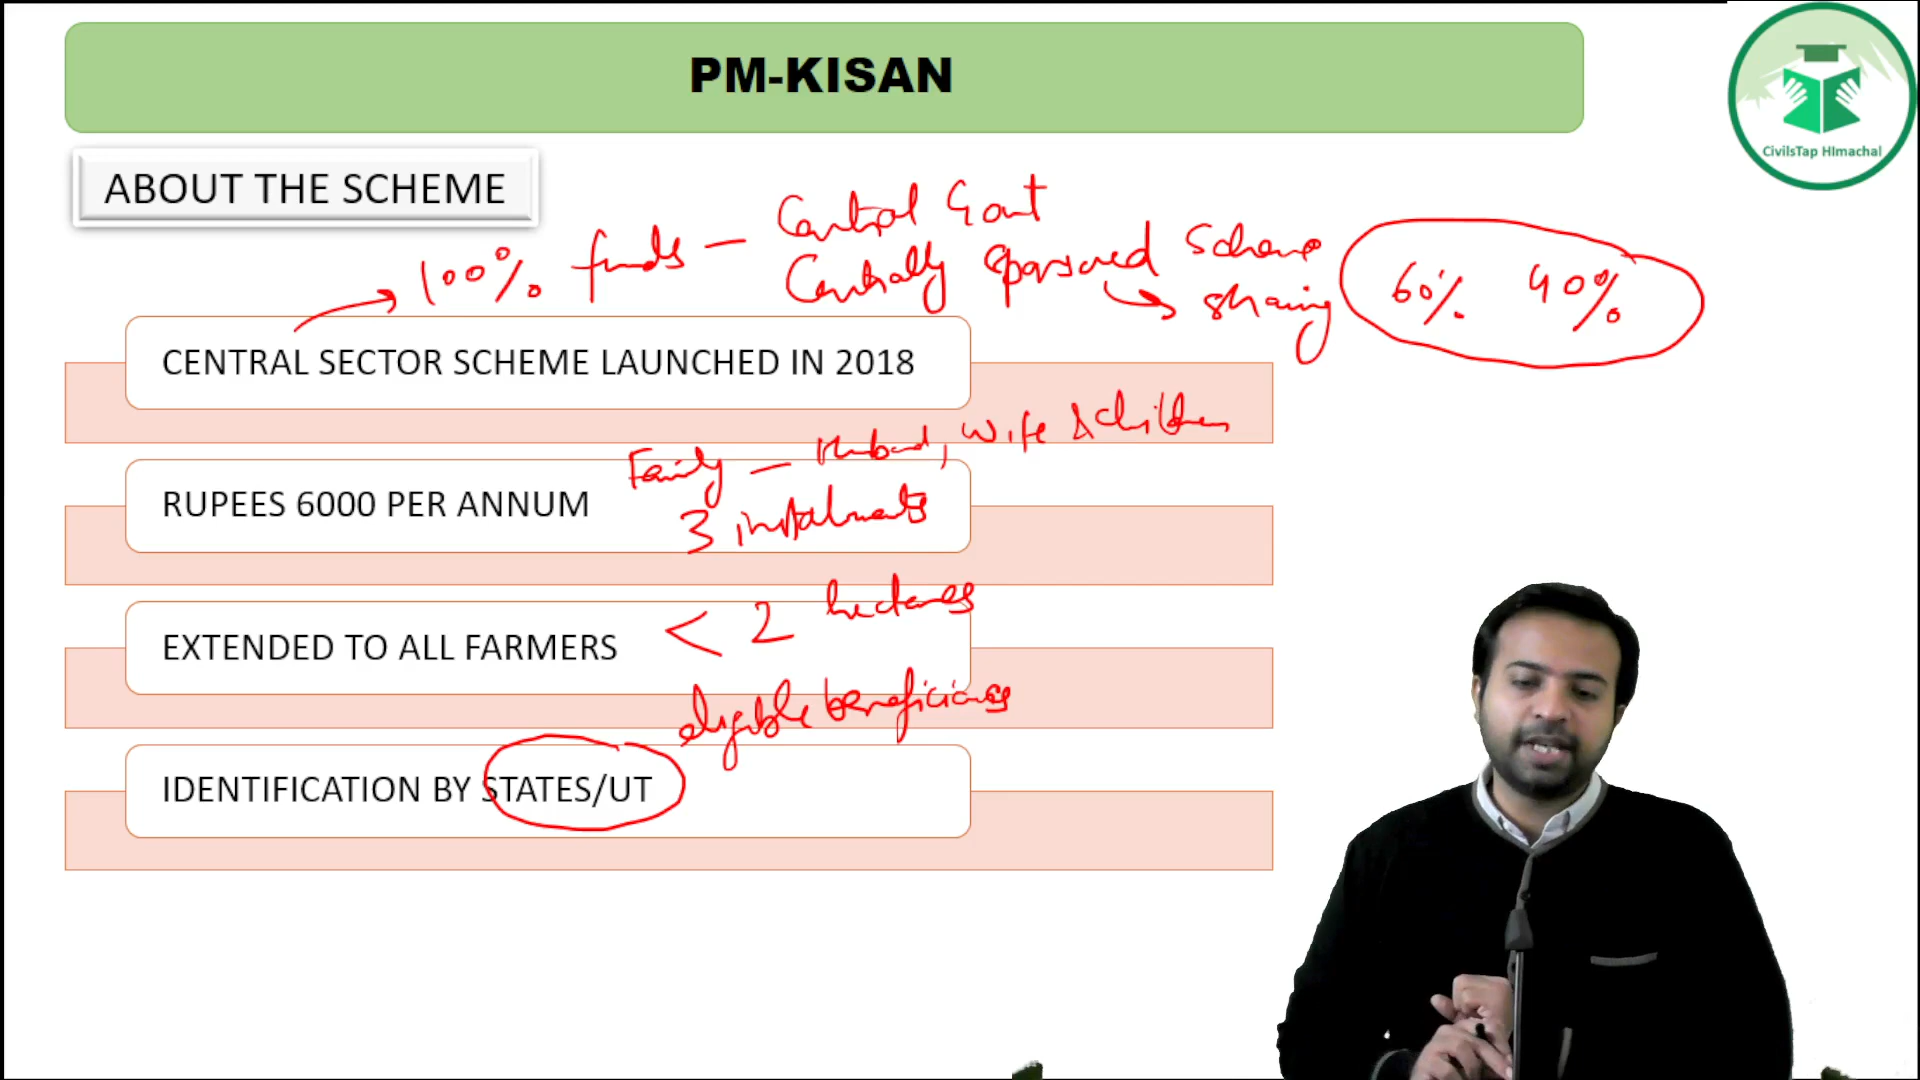 PM-KISAN
CivilsTap HImachal
ABOUT THE SCHEME
100% funds - Central Govt
Centrally sponsored Scheme
sharing 60% 40%
CENTRAL SECTOR SCHEME LAUNCHED IN 2018
Family - Husband, Wife & children
RUPEES 6000 PER ANNUM
3 instalments
EXTENDED TO ALL FARMERS
< 2 hectares
eligible beneficiaries
IDENTIFICATION BY STATES/UT